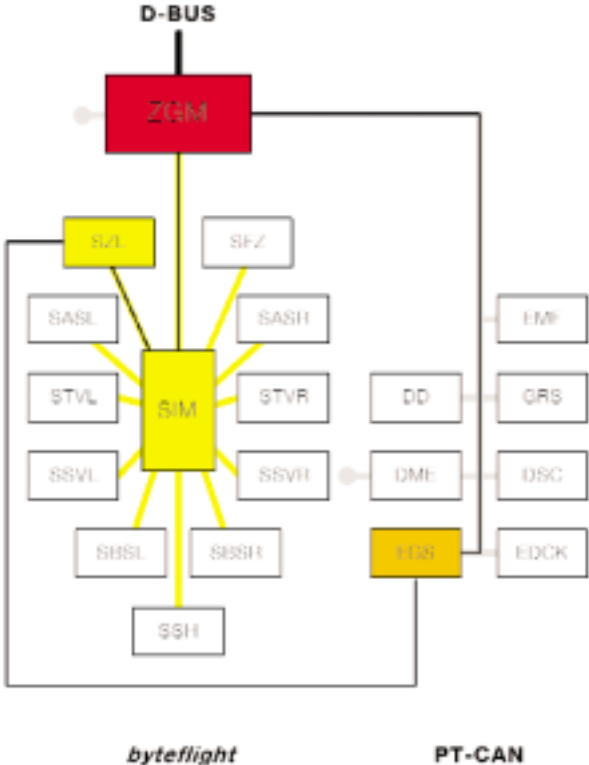 D-BUS
ZGM
SZL
SFZ
SASL
SASR
EMF
STVL
SIM
STVR
DD
GRS
SSVL
SSVR
DME
DSC
SBSL
SBSR
EGS
EDCK
SSH
byteflight
PT-CAN